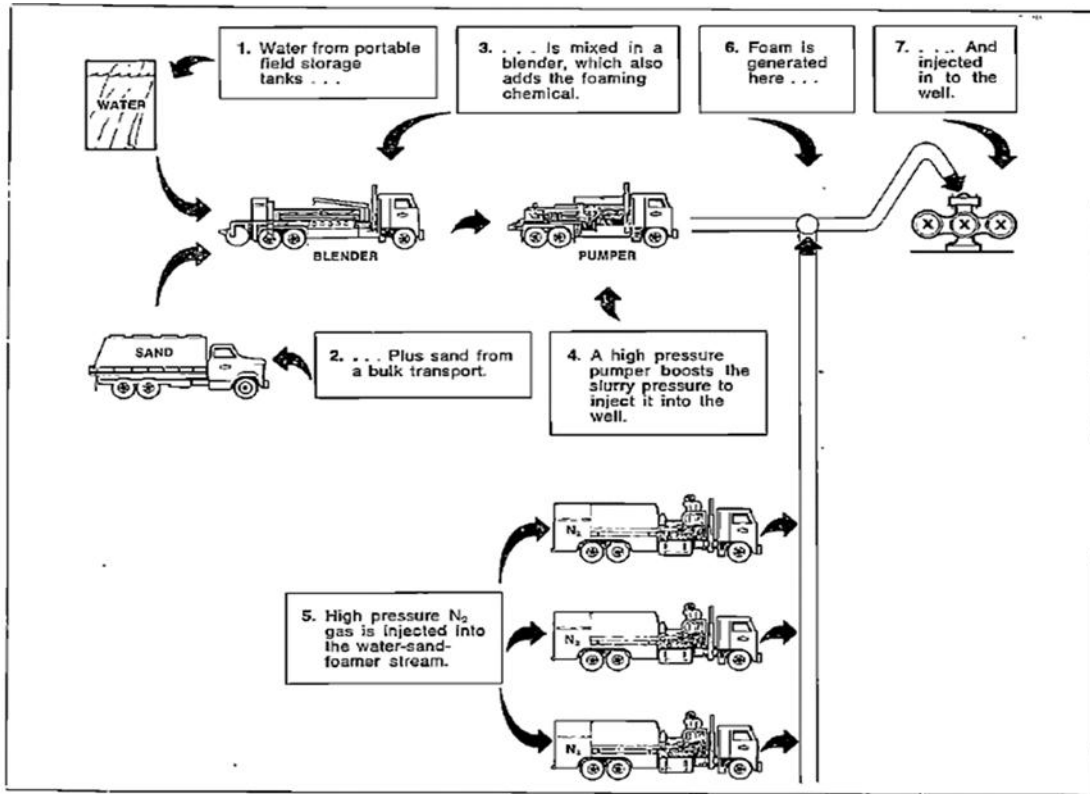 1. Water from portable
field storage
tanks . . .
3. . . . Is mixed in a
blender, which also
adds the foaming
chemical.
6. Foam is
generated
here . . .
7. . . . And
injected
in to the
well.
WATER
BLENDER
PUMPER
SAND
2. . . . Plus sand from
a bulk transport.
4. A high pressure
pumper boosts the
slurry pressure to
inject it into the
well.
5. High pressure N₂
gas is injected into
the water-sand-
foamer stream.
N₂
N₂
N₂
X X X